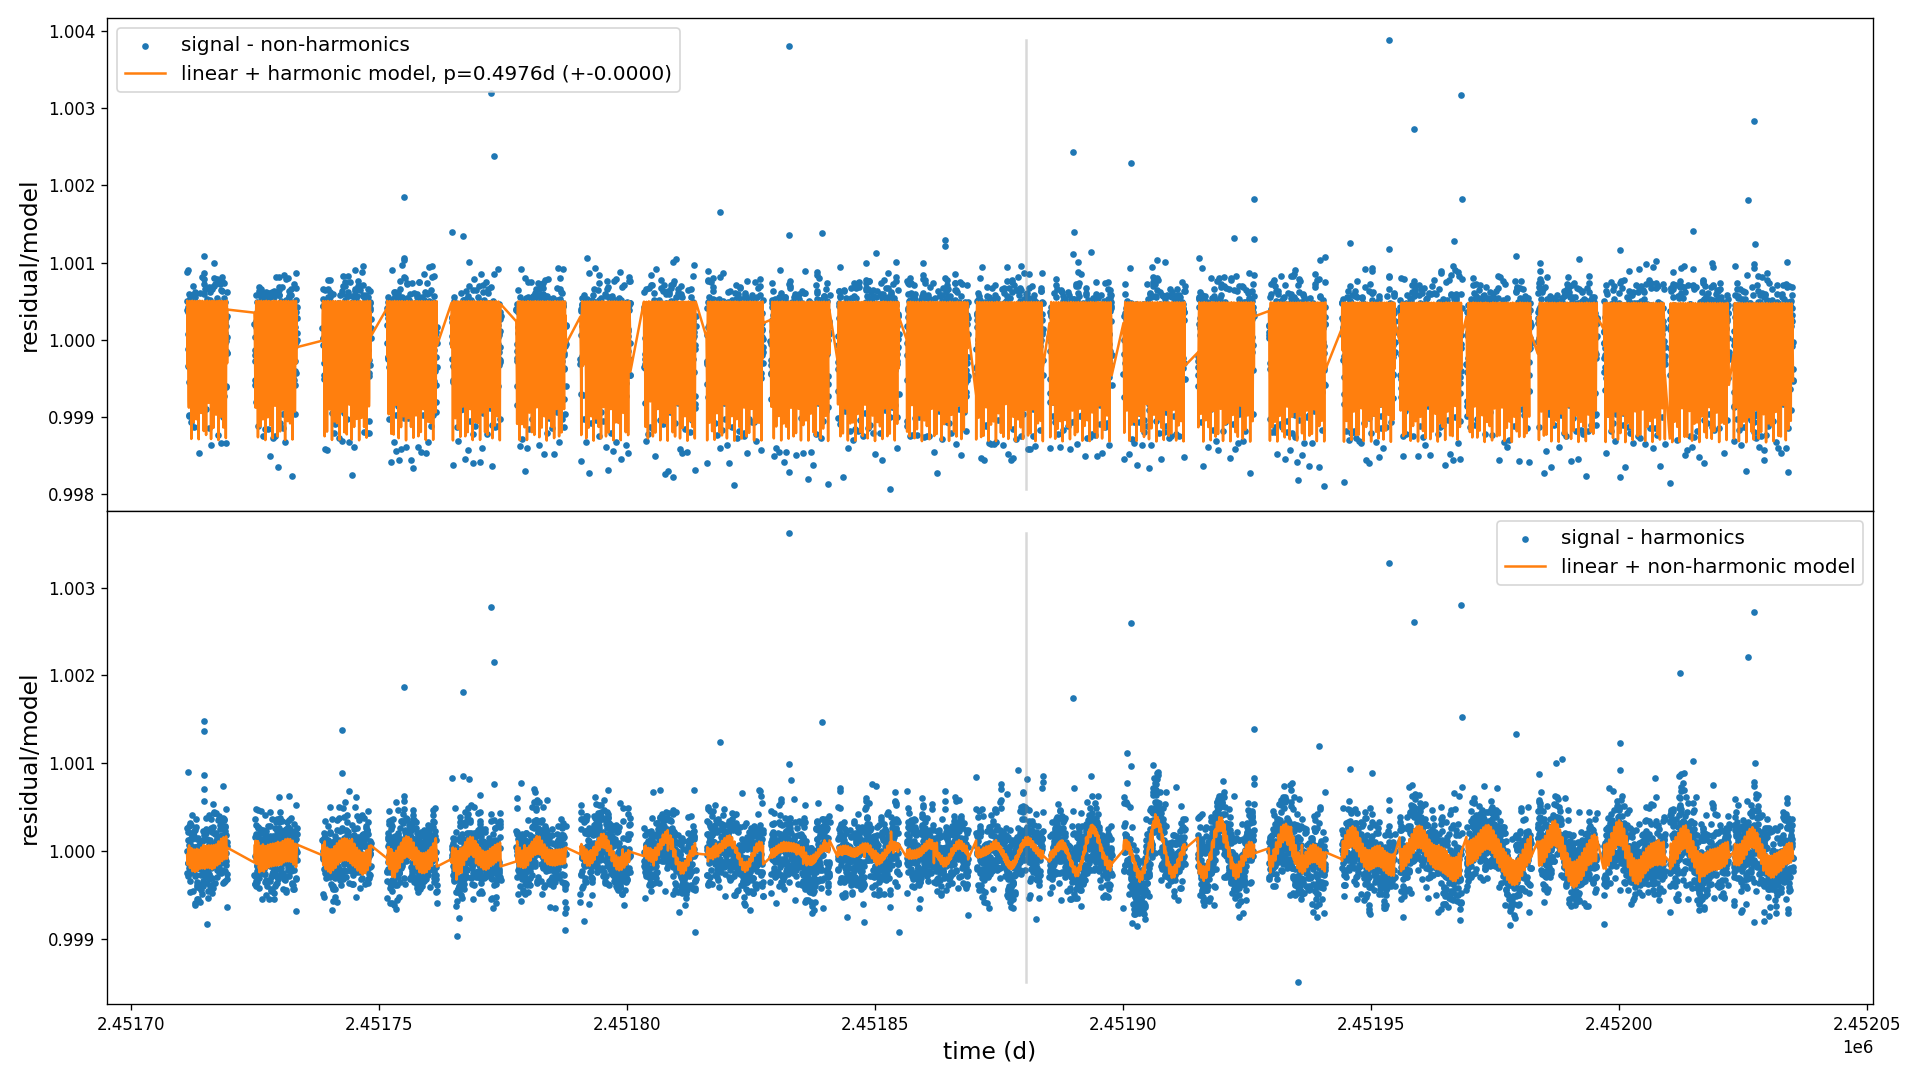 signal - non-harmonics
linear + harmonic model, p=0.4976d (+-0.0000)
1.004
1.003
1.002
1.001
1.000
0.999
0.998
residual/model
signal - harmonics
linear + non-harmonic model
1.003
1.002
1.001
1.000
0.999
residual/model
2.45170
2.45175
2.45180
2.45185
2.45190
2.45195
2.45200
2.45205
1e6
time (d)